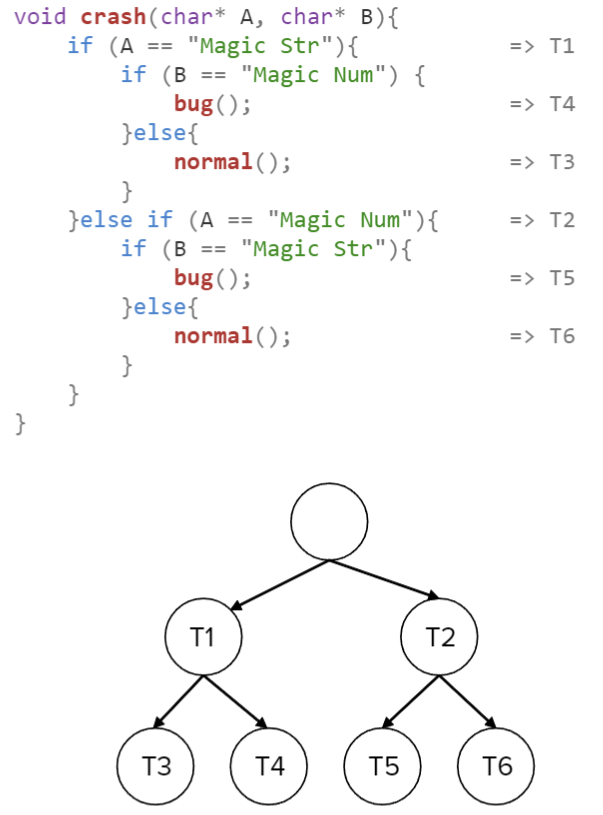 void crash(char* A, char* B){
    if (A == "Magic Str"){ => T1
        if (B == "Magic Num") {
            bug(); => T4
        }else{
            normal(); => T3
        }
    }else if (A == "Magic Num"){ => T2
        if (B == "Magic Str"){
            bug(); => T5
        }else{
            normal(); => T6
        }
    }
}
T1 T2
T3 T4 T5 T6